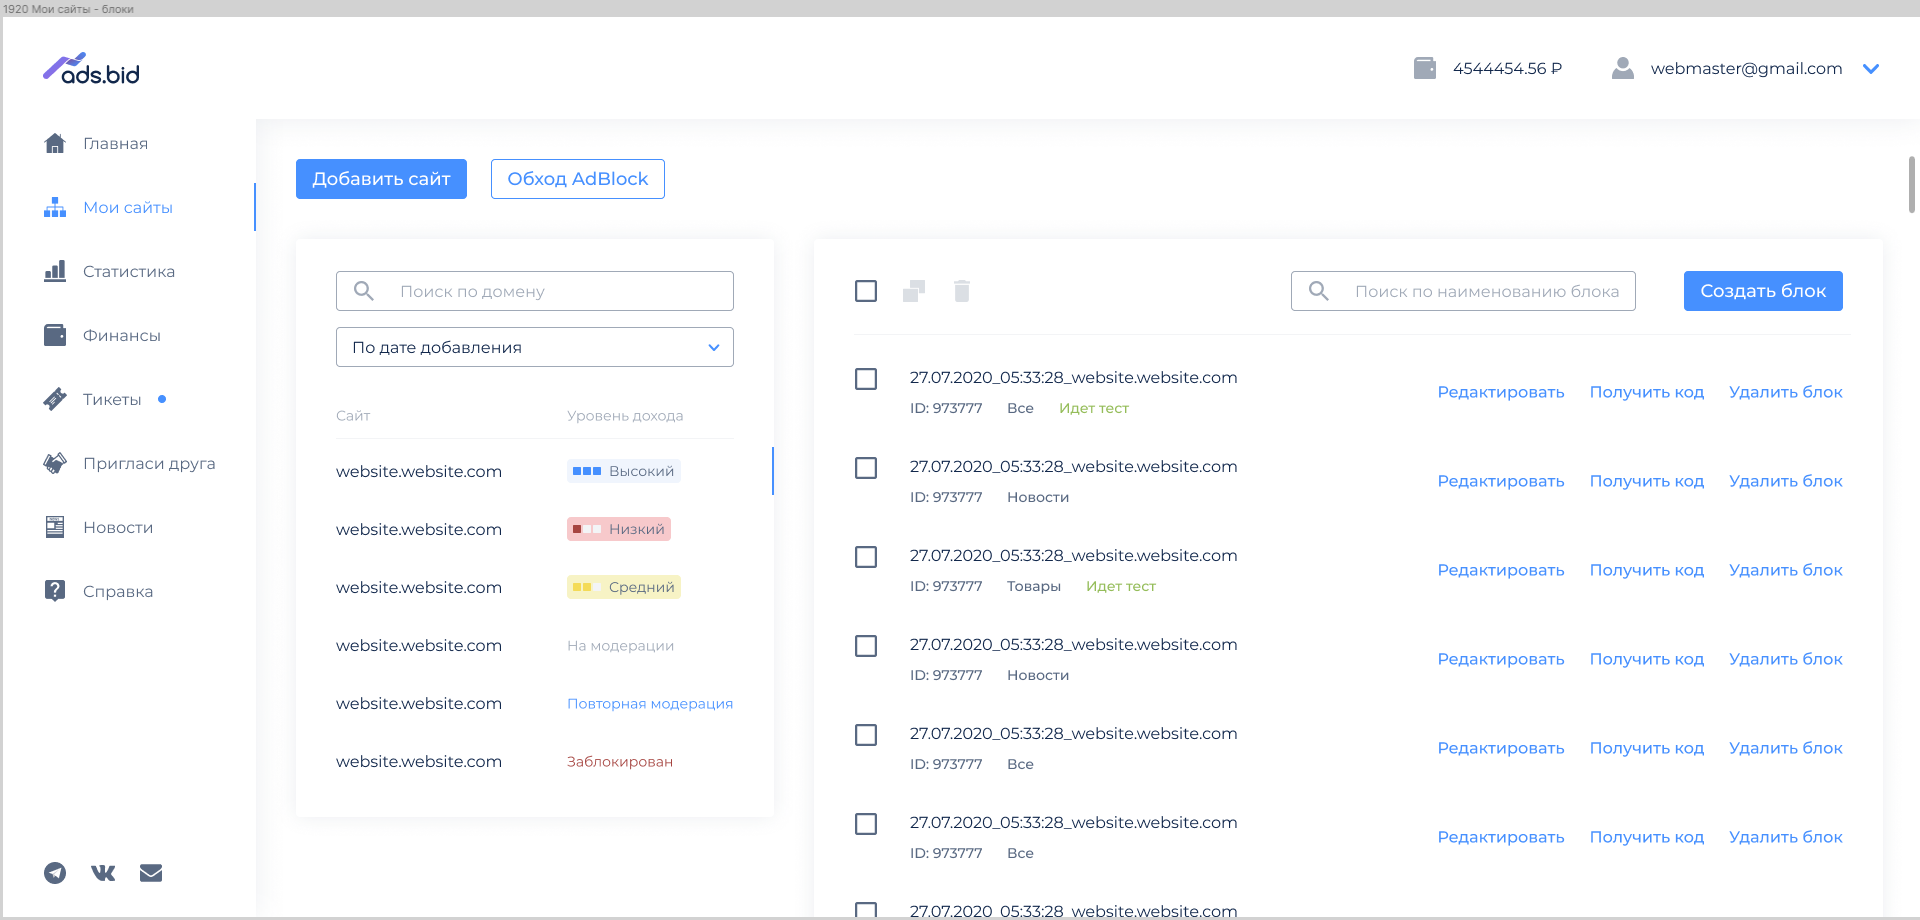 1920 Мои сайты - блоки
ads.bid
4544454.56 ₽
webmaster@gmail.com
Главная
Мои сайты
Статистика
Финансы
Тикеты
Пригласи друга
Новости
Справка
Добавить сайт
Обход AdBlock
Поиск по домену
По дате добавления
Сайт Уровень дохода
website.website.com Высокий
website.website.com Низкий
website.website.com Средний
website.website.com На модерации
website.website.com Повторная модерация
website.website.com Заблокирован
Поиск по наименованию блока
Создать блок
27.07.2020_05:33:28_website.website.com
ID: 973777 Все Идет тест
Редактировать Получить код Удалить блок
27.07.2020_05:33:28_website.website.com
ID: 973777 Новости
Редактировать Получить код Удалить блок
27.07.2020_05:33:28_website.website.com
ID: 973777 Товары Идет тест
Редактировать Получить код Удалить блок
27.07.2020_05:33:28_website.website.com
ID: 973777 Новости
Редактировать Получить код Удалить блок
27.07.2020_05:33:28_website.website.com
ID: 973777 Все
Редактировать Получить код Удалить блок
27.07.2020_05:33:28_website.website.com
ID: 973777 Все
Редактировать Получить код Удалить блок
27.07.2020_05:33:28_website.website.com